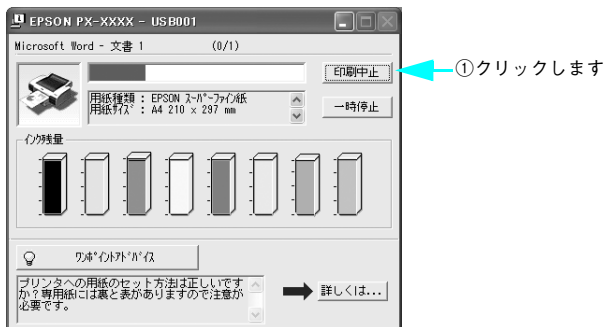 EPSON PX-XXXX - USB001
Microsoft Word - 文書 1 (0/1)
印刷中止
①クリックします
用紙種類 : EPSON スーパーファイン紙
用紙サイズ : A4 210 x 297 mm
一時停止
インク残量
ワンポイントアドバイス
プリンタへの用紙のセット方法は正しいです
か？専用紙には裏と表がありますので注意が
必要です。
詳しくは...